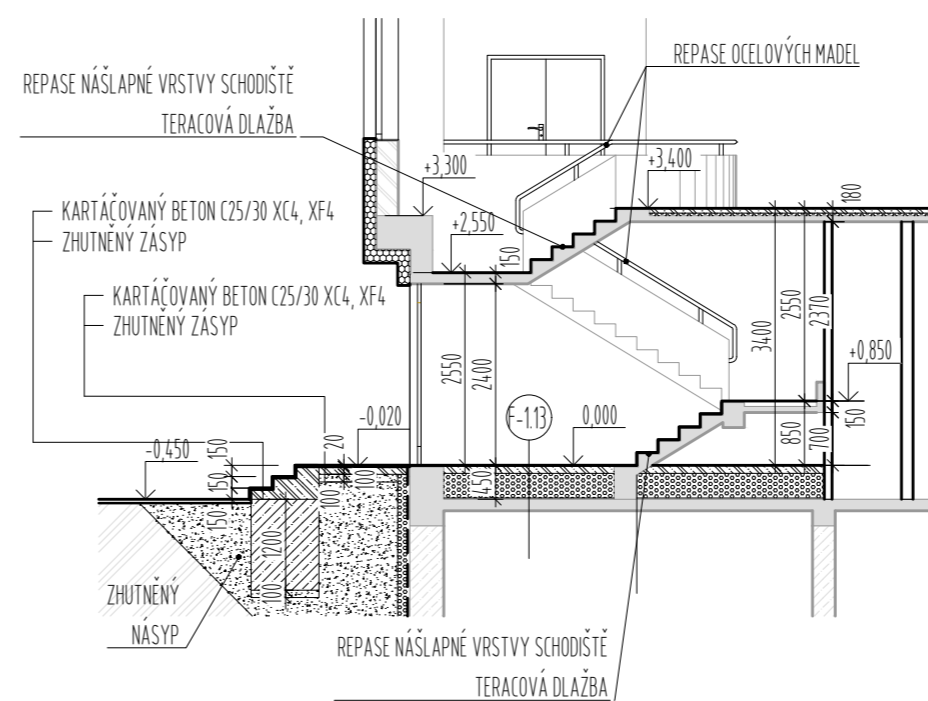 REPASE OCELOVÝCH MADEL
REPASE NÁŠLAPNÉ VRSTVY SCHODIŠTĚ
TERACOVÁ DLAŽBA
+3,300
+3,400
180
KARTÁČOVANÝ BETON C25/30 XC4, XF4
ZHUTNĚNÝ ZÁSYP
+2,550
150
KARTÁČOVANÝ BETON C25/30 XC4, XF4
ZHUTNĚNÝ ZÁSYP
2550
2400
3400
2550
2370
+0,850
-0,020
F-1.13
0,000
850
700
150
-0,450
150
150
150
20
100
100
100
450
1200
100
ZHUTNĚNÝ
NÁSYP
REPASE NÁŠLAPNÉ VRSTVY SCHODIŠTĚ
TERACOVÁ DLAŽBA